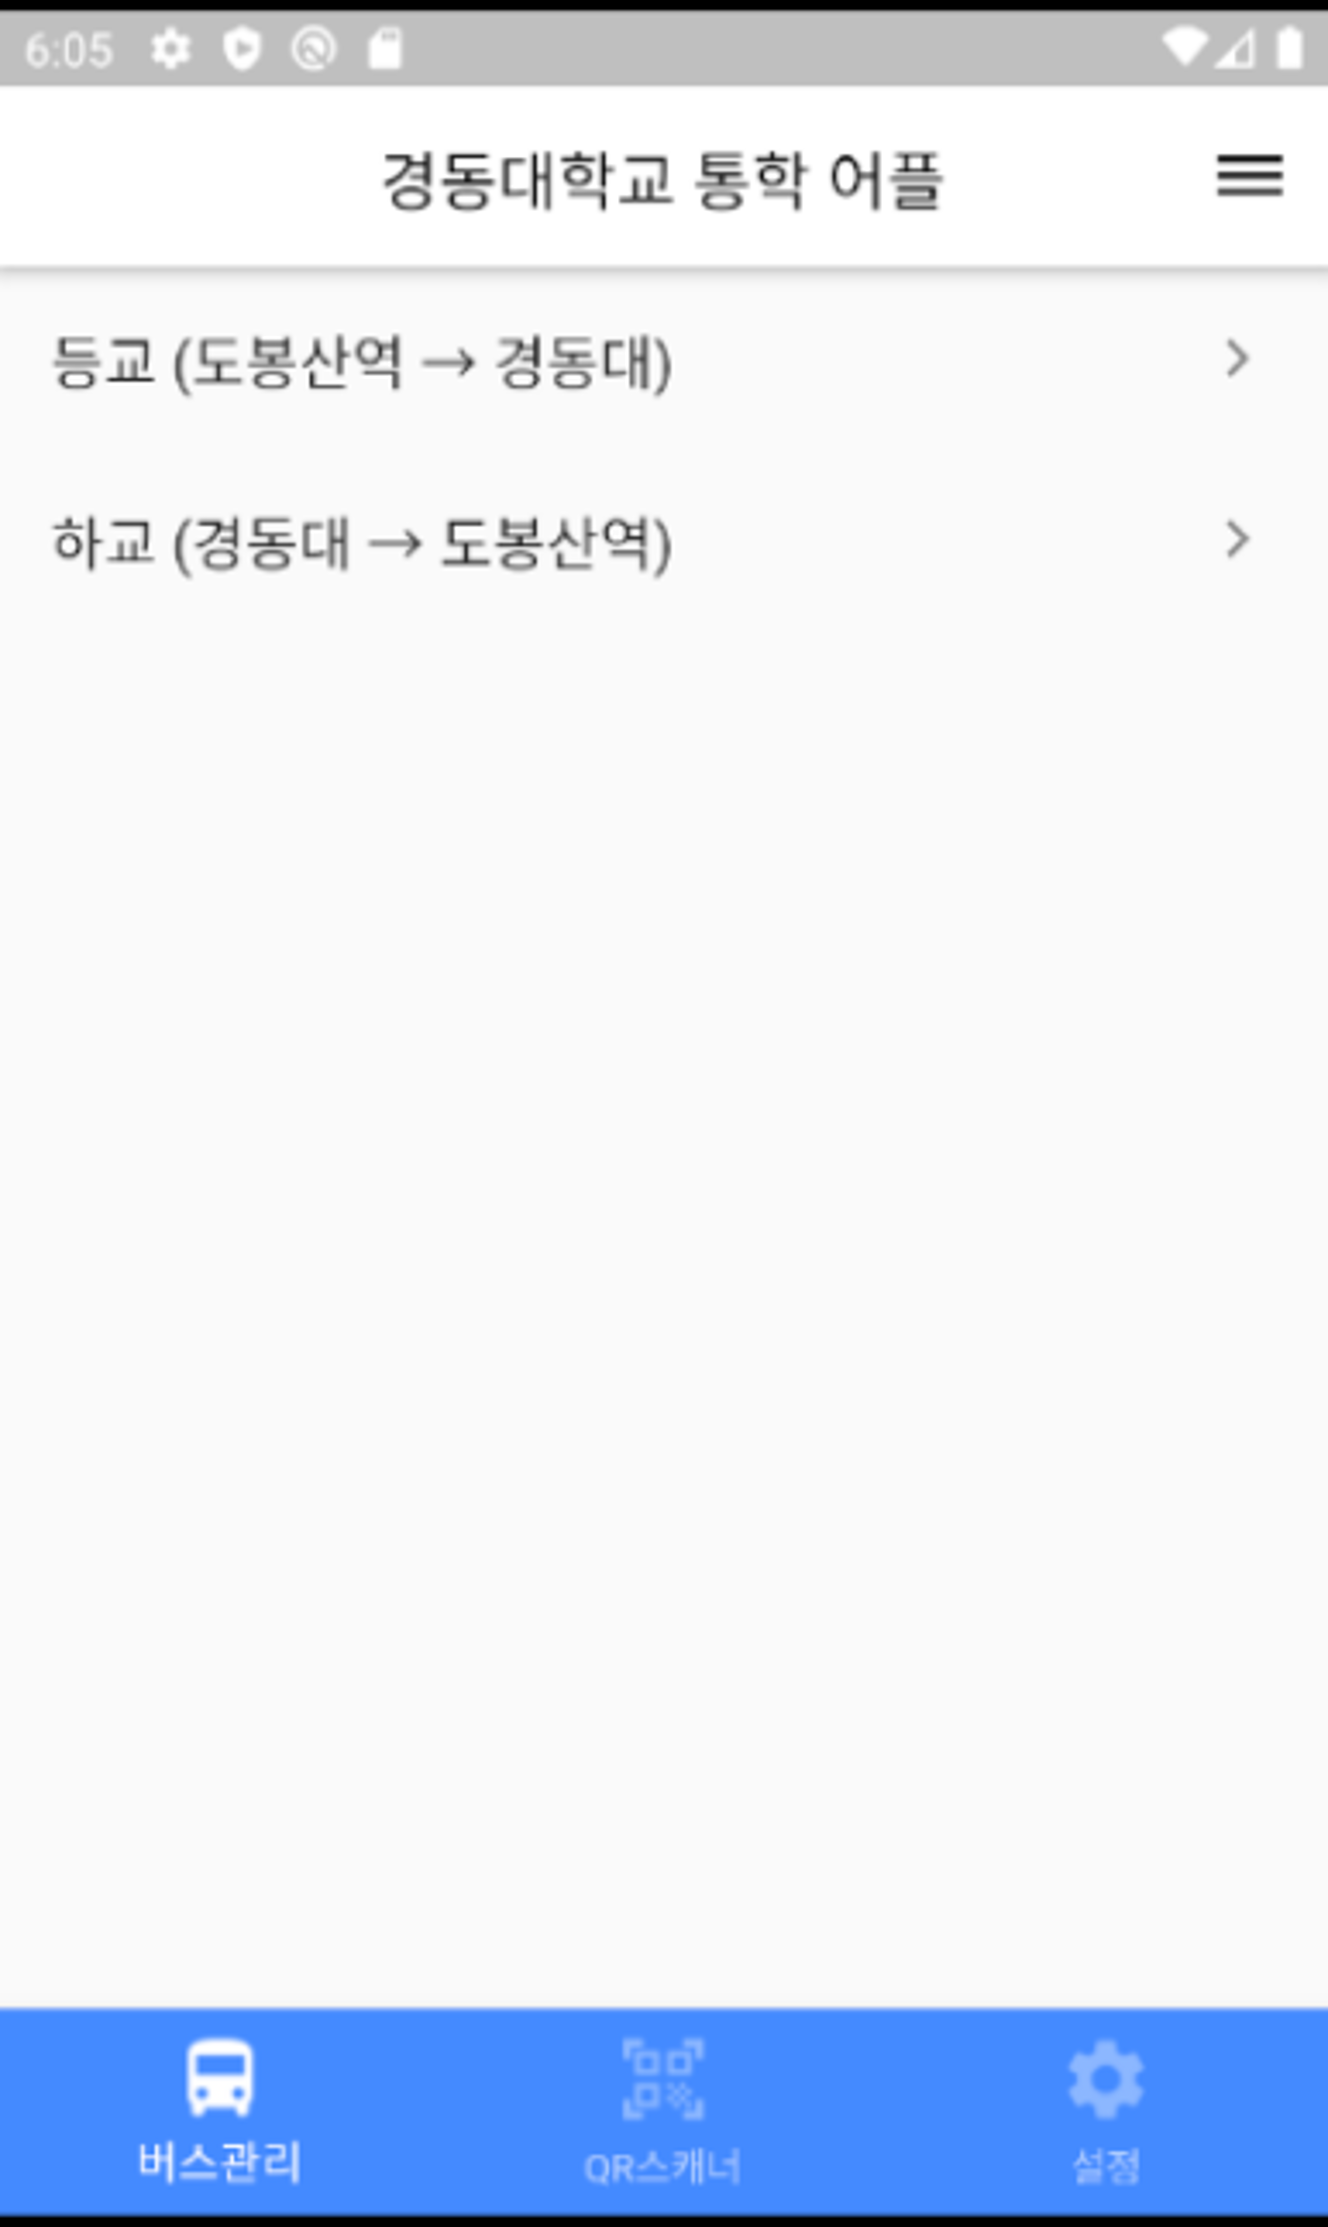 6:05
경동대학교 통학 어플
등교 (도봉산역 → 경동대)
하교 (경동대 → 도봉산역)
버스관리
QR스캐너
설정